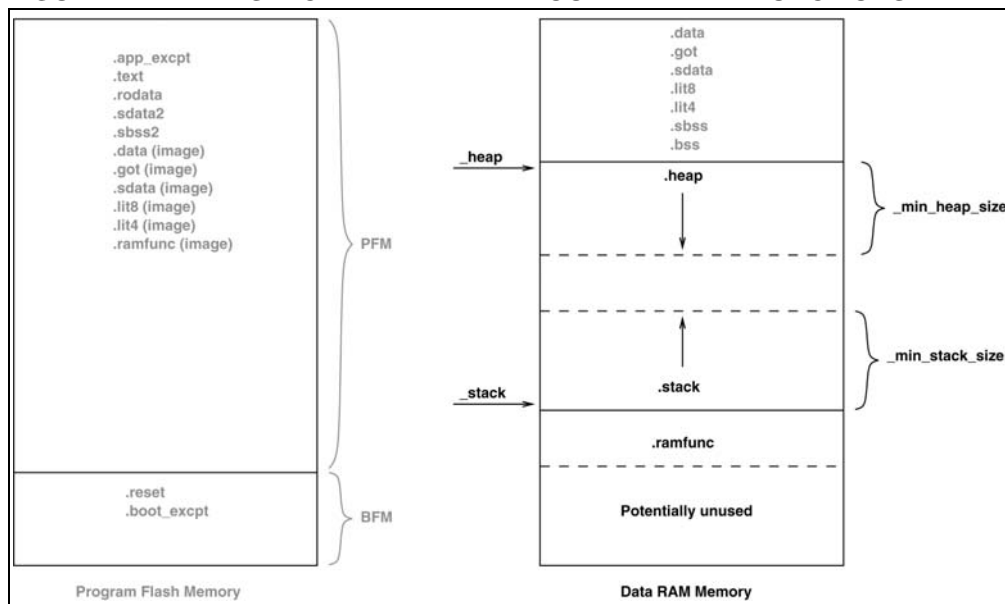 .app_excpt
.text
.rodata
.sdata2
.sbss2
.data (image)
.got (image)
.sdata (image)
.lit8 (image)
.lit4 (image)
.ramfunc (image)
PFM
.reset
.boot_excpt
BFM
Program Flash Memory
.data
.got
.sdata
.lit8
.lit4
.sbss
.bss
_heap
.heap
_min_heap_size
_min_stack_size
.stack
_stack
.ramfunc
Potentially unused
Data RAM Memory